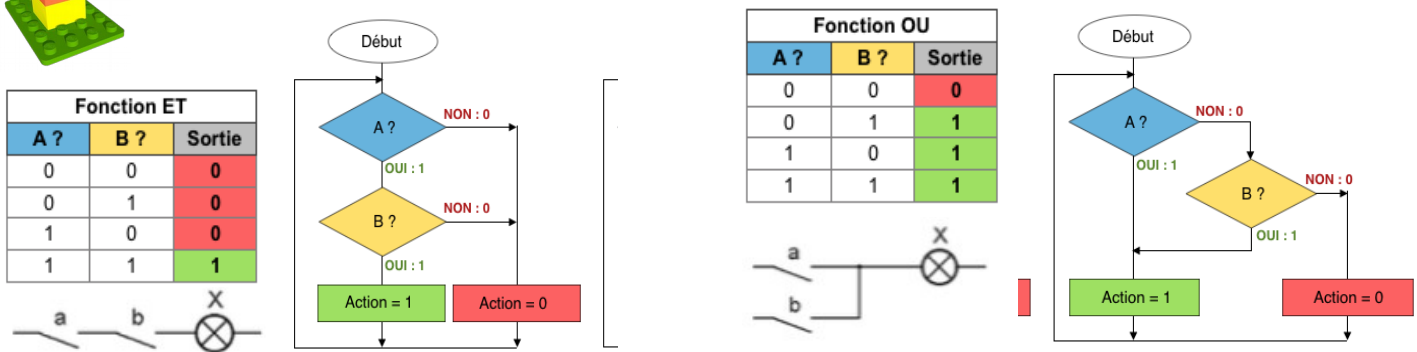 Fonction ET
A ? B ? Sortie
0 0 0
0 1 0
1 0 0
1 1 1
a b X
Début
A ?
NON : 0
OUI : 1
B ?
NON : 0
OUI : 1
Action = 1
Action = 0
Fonction OU
A ? B ? Sortie
0 0 0
0 1 1
1 0 1
1 1 1
a X
b
Début
A ?
NON : 0
OUI : 1
B ?
NON : 0
OUI : 1
Action = 1
Action = 0